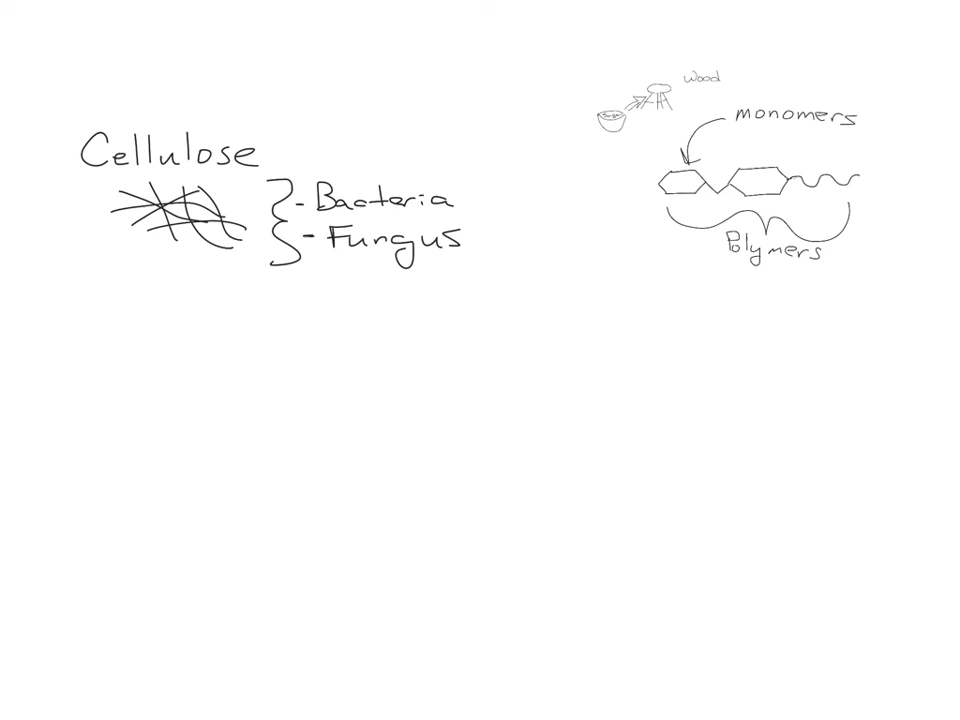 Cellulose
- Bacteria
- Fungus
Wood
monomers
Polymers